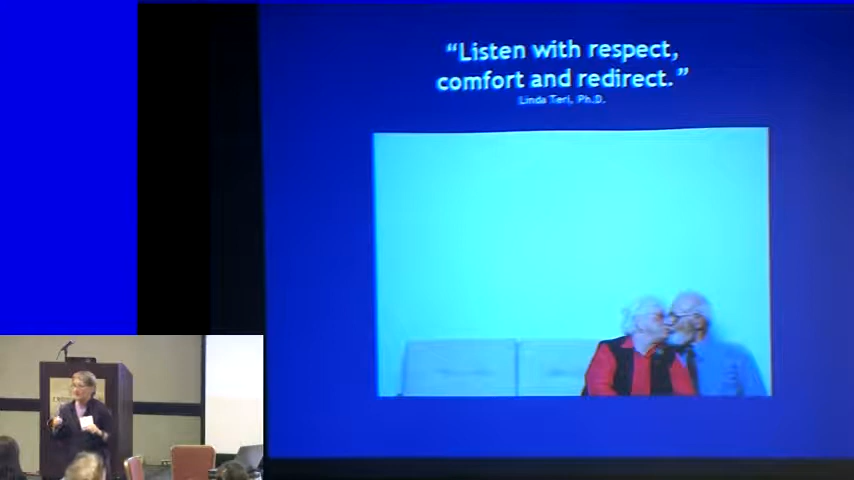 “Listen with respect,
comfort and redirect.”
Linda Teri, Ph.D.